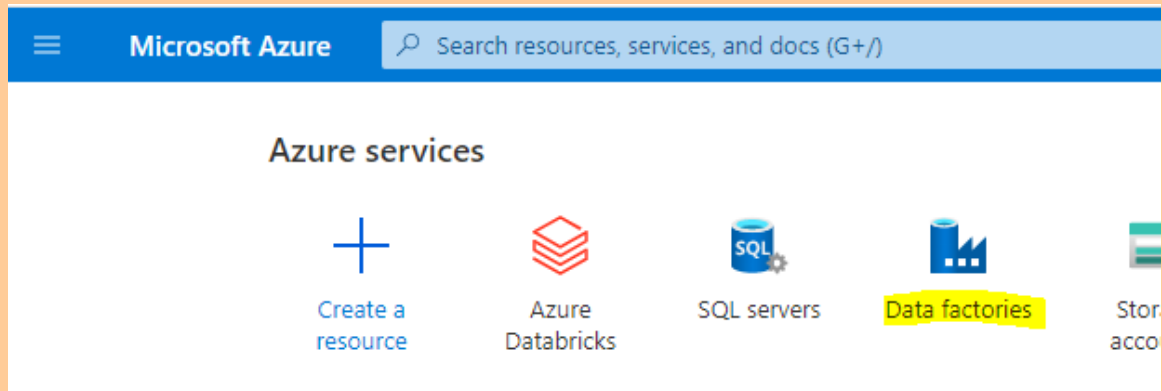 Microsoft Azure
Search resources, services, and docs (G+/)
Azure services
SQL
Create a
resource
Azure
Databricks
SQL servers
Data factories